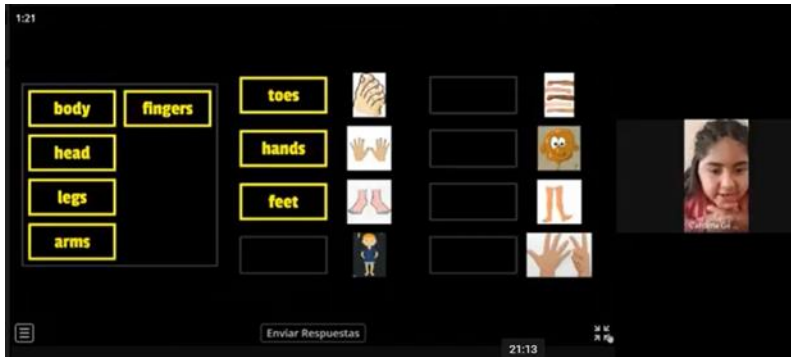 1:21
body
fingers
head
legs
arms
toes
hands
feet
Enviar Respuestas
21:13